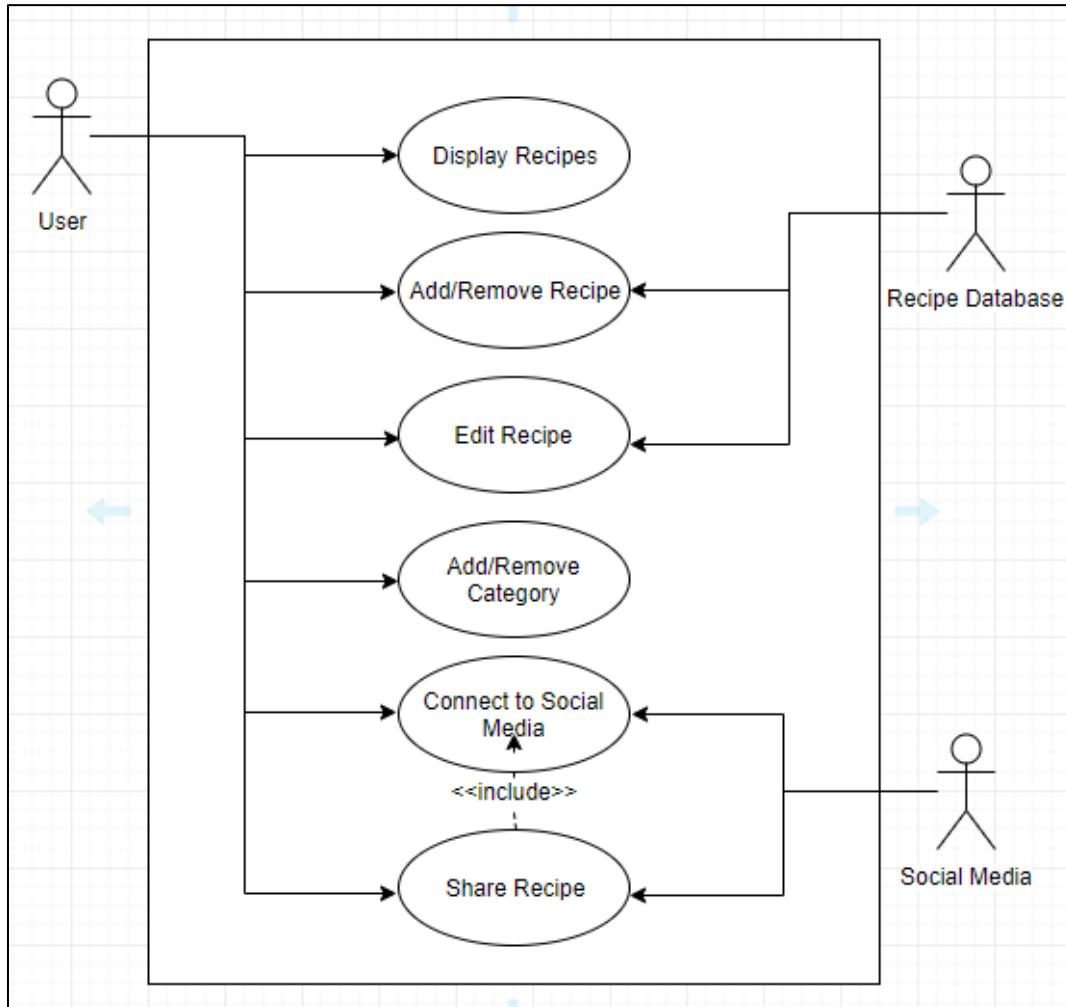 User
Display Recipes
Add/Remove Recipe
Recipe Database
Edit Recipe
Add/Remove
Category
Connect to Social
Media
<<include>>
Share Recipe
Social Media